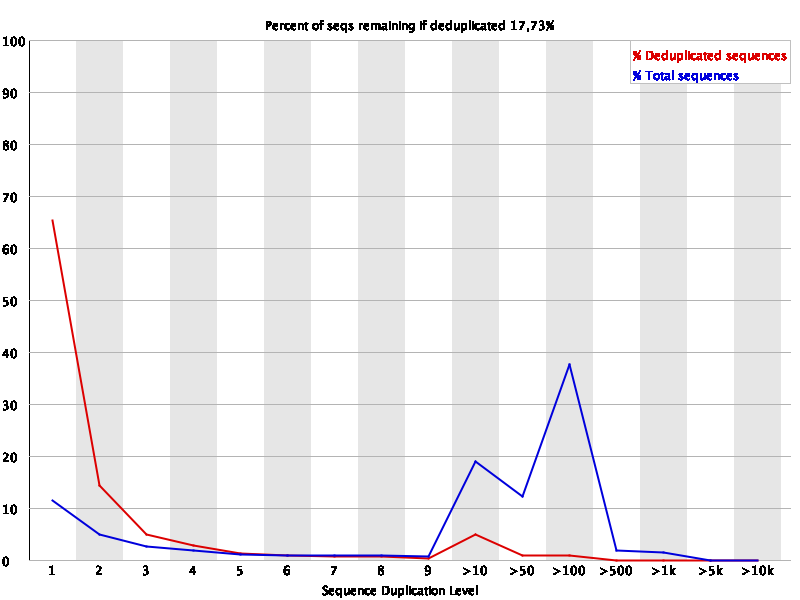 Percent of seqs remaining if deduplicated 17,73%
% Deduplicated sequences
% Total sequences
100
90
80
70
60
50
40
30
20
10
0
1 2 3 4 5 6 7 8 9 >10 >50 >100 >500 >1k >5k >10k
Sequence Duplication Level